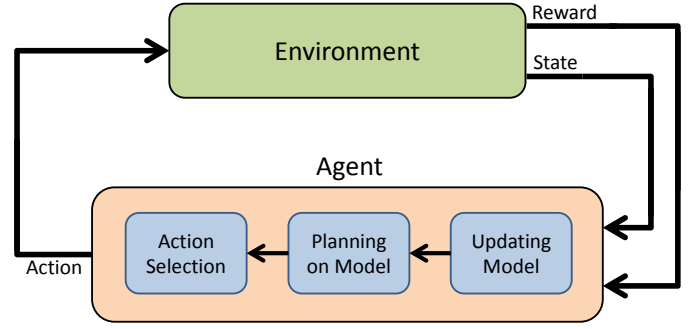 Reward
Environment
State
Agent
Action
Selection
Planning
on Model
Updating
Model
Action